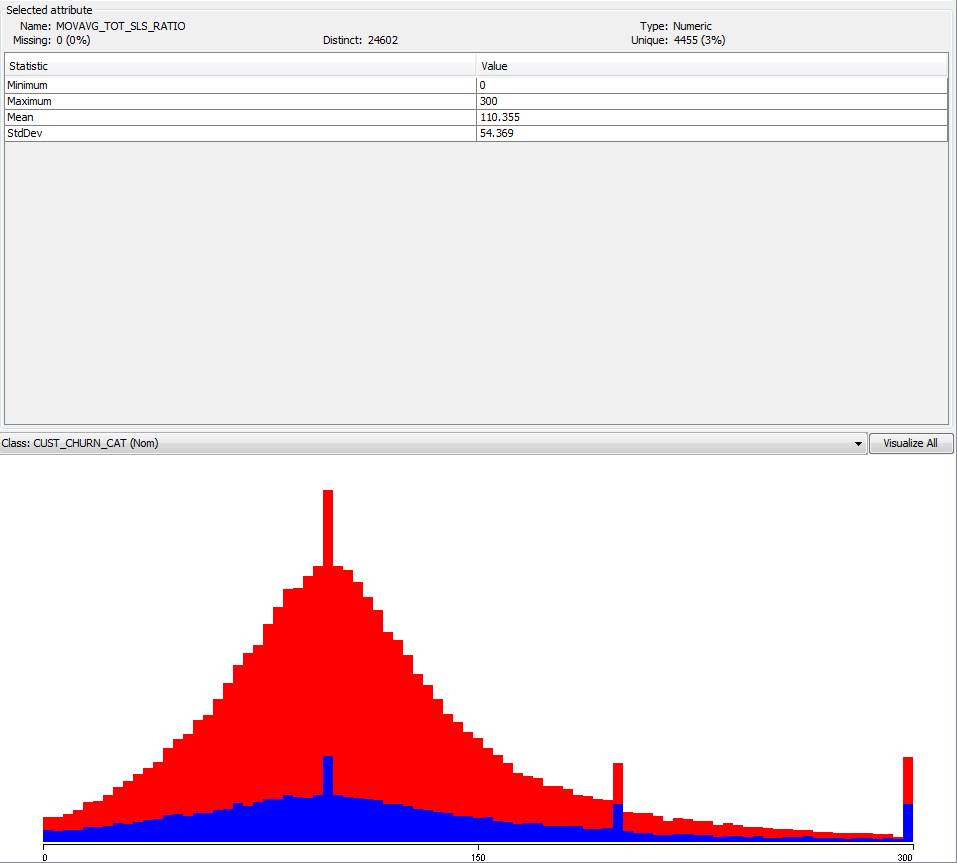 Selected attribute
Name: MOVAVG_TOT_SLS_RATIO Type: Numeric
Missing: 0 (0%) Distinct: 24602 Unique: 4455 (3%)
Statistic Value
Minimum 0
Maximum 300
Mean 110.355
StdDev 54.369
Class: CUST_CHURN_CAT (Nom) Visualize All
0 150 300